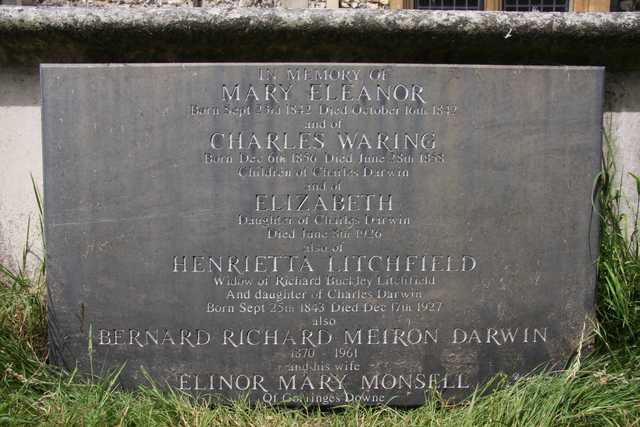 IN MEMORY OF
MARY ELEANOR
Born Sept 23rd 1842 Died October 16th 1842
and of
CHARLES WARING
Born Dec 6th 1856 Died June 28th 1858
Children of Charles Darwin
and of
ELIZABETH
Daughter of Charles Darwin
Died June 8th 1926
also of
HENRIETTA LITCHFIELD
Widow of Richard Buckley Litchfield
And daughter of Charles Darwin
Born Sept 25th 1843 Died Dec 17th 1927
also
BERNARD RICHARD MEIRON DARWIN
1870 - 1961
and his wife
ELINOR MARY MONSELL
Of Gorringes Downe